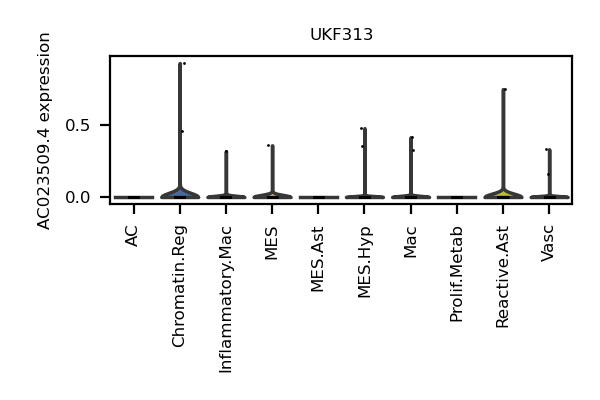 UKF313
AC023509.4 expression
0.5
0.0
AC
Chromatin.Reg
Inflammatory.Mac
MES
MES.Ast
MES.Hyp
Mac
Prolif.Metab
Reactive.Ast
Vasc